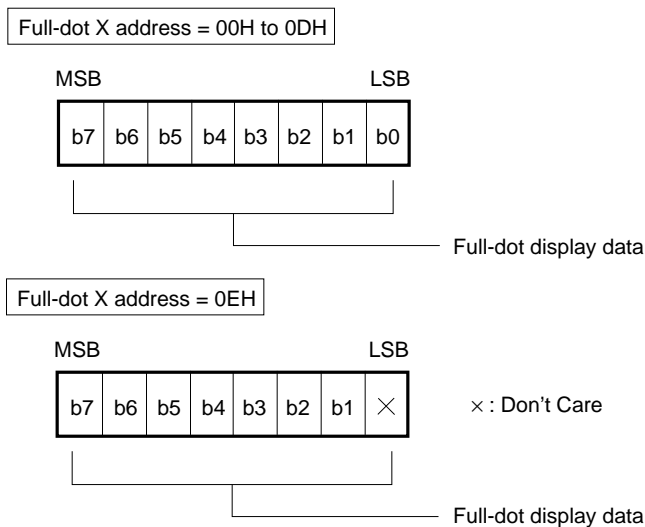 Full-dot X address = 00H to 0DH
MSB LSB
b7 b6 b5 b4 b3 b2 b1 b0
Full-dot display data
Full-dot X address = 0EH
MSB LSB
b7 b6 b5 b4 b3 b2 b1 × × : Don't Care
Full-dot display data